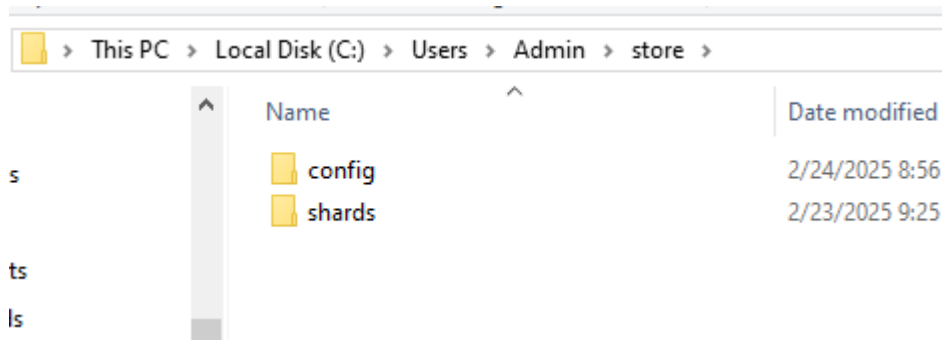 This PC > Local Disk (C:) > Users > Admin > store >
Name Date modified
s
config 2/24/2025 8:56
shards 2/23/2025 9:25
ts
ls